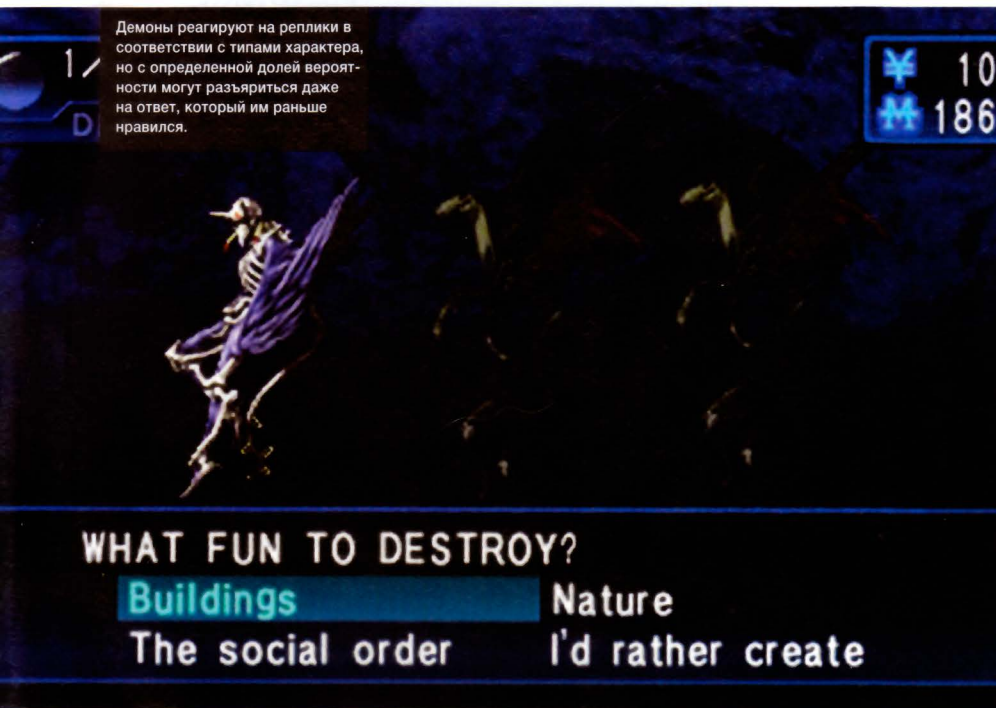 Демоны реагируют на реплики в
соответствии с типами характера,
но с определенной долей вероят-
ности могут разъяриться даже
на ответ, который им раньше
нравился.
1/
D
¥ 10
186
WHAT FUN TO DESTROY?
Buildings Nature
The social order I'd rather create